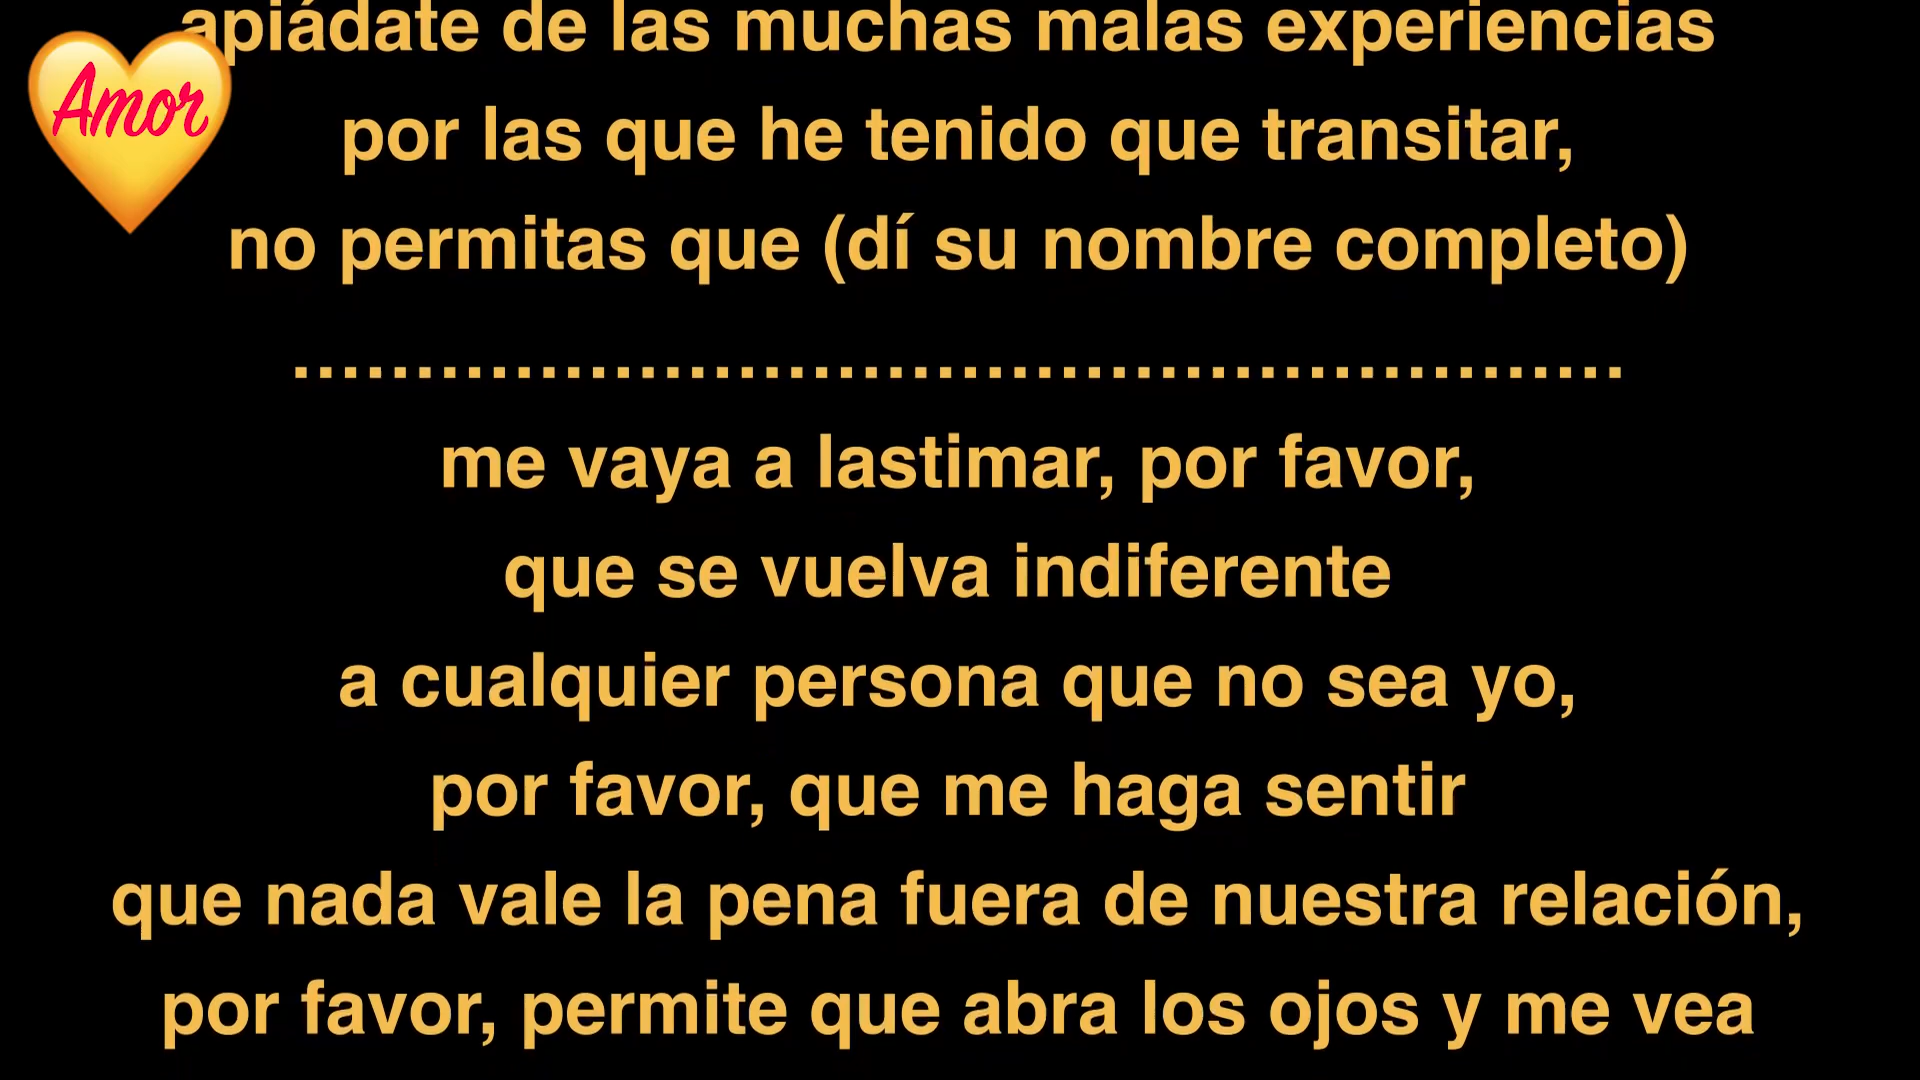 apiádate de las muchas malas experiencias
Amor
por las que he tenido que transitar,
no permitas que (dí su nombre completo)
......................................................
me vaya a lastimar, por favor,
que se vuelva indiferente
a cualquier persona que no sea yo,
por favor, que me haga sentir
que nada vale la pena fuera de nuestra relación,
por favor, permite que abra los ojos y me vea